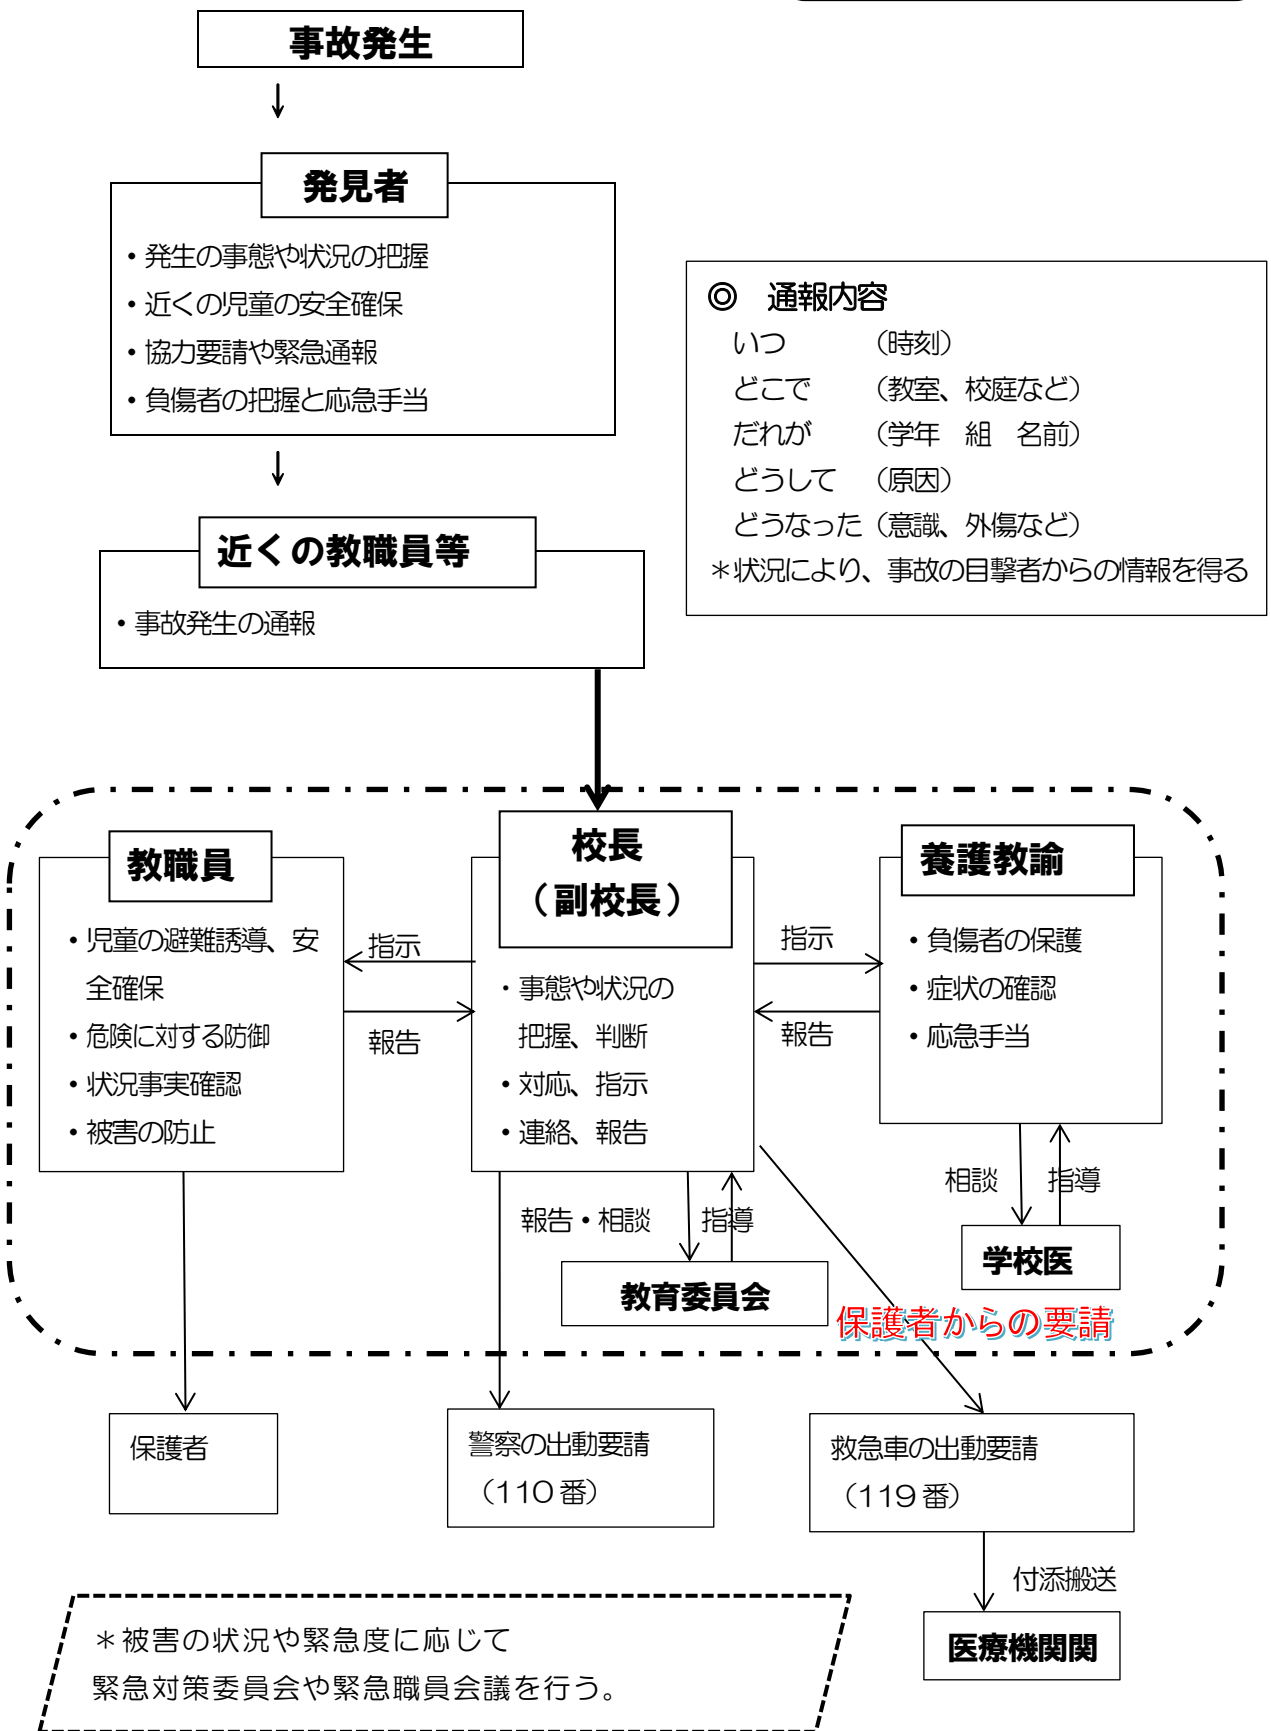 事故発生
発見者
・発生の事態や状況の把握
・近くの児童の安全確保
・協力要請や緊急通報
・負傷者の把握と応急手当
◎　通報内容
いつ　　　（時刻）
どこで　　（教室、校庭など）
だれが　　（学年　組　名前）
どうして　（原因）
どうなった（意識、外傷など）
＊状況により、事故の目撃者からの情報を得る
近くの教職員等
・事故発生の通報
教職員
・児童の避難誘導、安
全確保
・危険に対する防御
・状況事実確認
・被害の防止
指示
報告
校長
（副校長）
・事態や状況の
把握、判断
・対応、指示
・連絡、報告
指示
報告
養護教諭
・負傷者の保護
・症状の確認
・応急手当
報告・相談
指導
教育委員会
相談
指導
学校医
保護者からの要請
保護者
警察の出動要請
（110番）
救急車の出動要請
（119番）
付添搬送
医療機関関
＊被害の状況や緊急度に応じて
緊急対策委員会や緊急職員会議を行う。